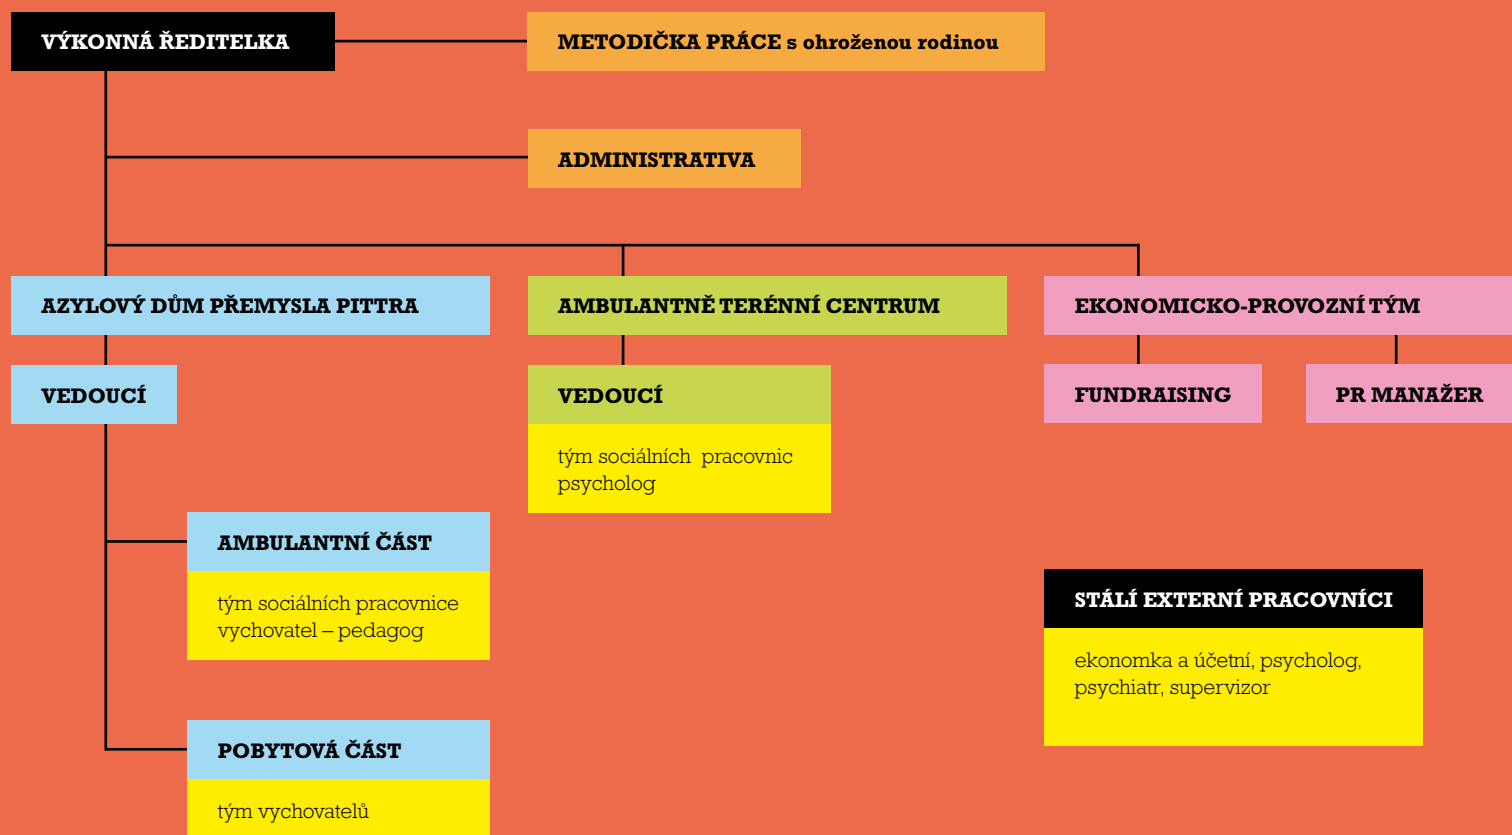 VÝKONNÁ ŘEDITELKA
METODIČKA PRÁCE s ohroženou rodinou
ADMINISTRATIVA
AZYLOVÝ DŮM PŘEMYSLA PITTRA
AMBULANTNĚ TERÉNNÍ CENTRUM
EKONOMICKO-PROVOZNÍ TÝM
VEDOUCÍ
VEDOUCÍ
tým sociálních pracovnic
psycholog
FUNDRAISING
PR MANAŽER
AMBULANTNÍ ČÁST
tým sociálních pracovnice
vychovatel – pedagog
STÁLÍ EXTERNÍ PRACOVNÍCI
ekonomka a účetní, psycholog,
psychiatr, supervizor
POBYTOVÁ ČÁST
tým vychovatelů